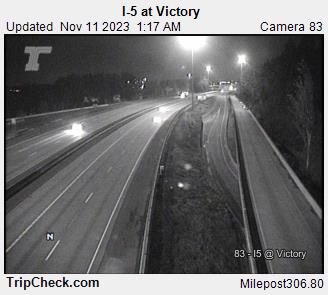 I-5 at Victory
Updated Nov 11 2023 1:17 AM Camera 83
T
N
83 - I5 @ Victory
TripCheck.com Milepost306.80